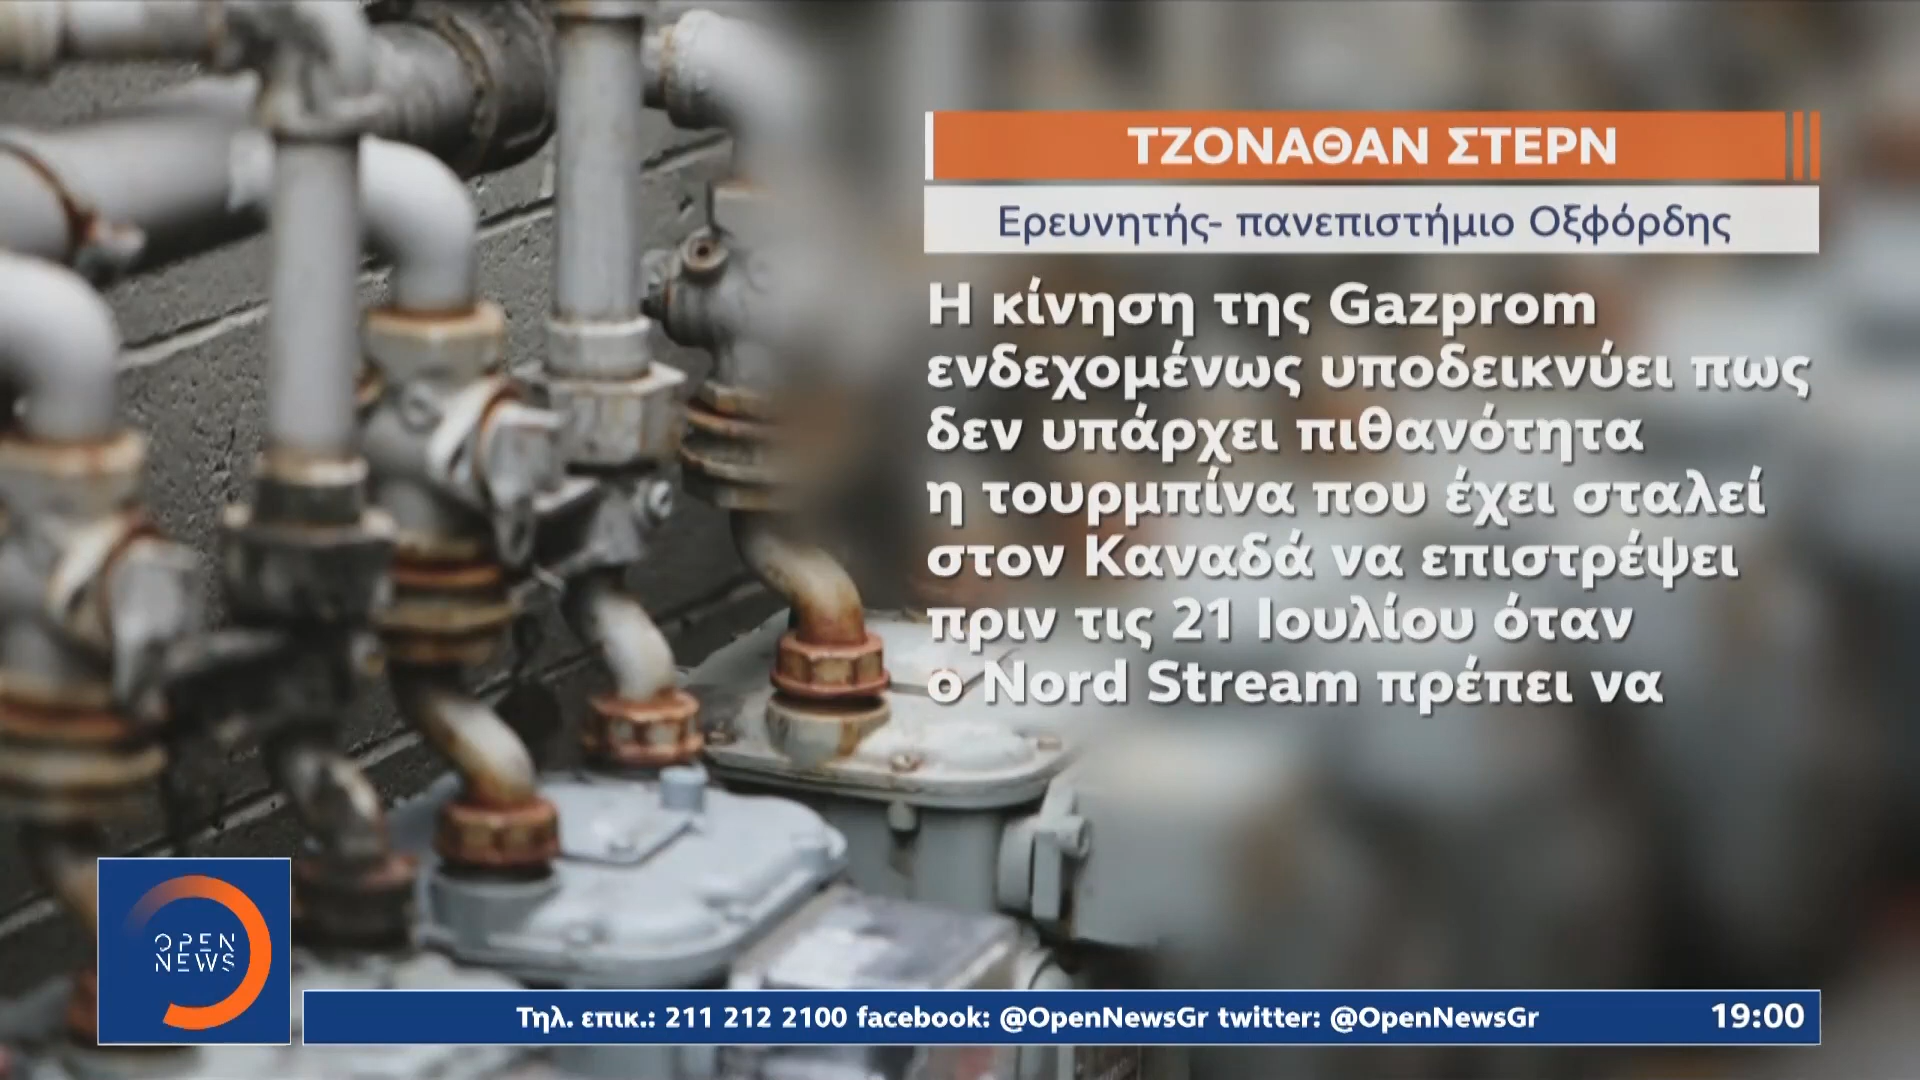 ΤΖΟΝΑΘΑΝ ΣΤΕΡΝ
Ερευνητής- πανεπιστήμιο Οξφόρδης
Η κίνηση της Gazprom
ενδεχομένως υποδεικνύει πως
δεν υπάρχει πιθανότητα
η τουρμπίνα που έχει σταλεί
στον Καναδά να επιστρέψει
πριν τις 21 Ιουλίου όταν
ο Nord Stream πρέπει να
OPEN
NEWS
Τηλ. επικ.: 211 212 2100 facebook: @OpenNewsGr twitter: @OpenNewsGr
19:00